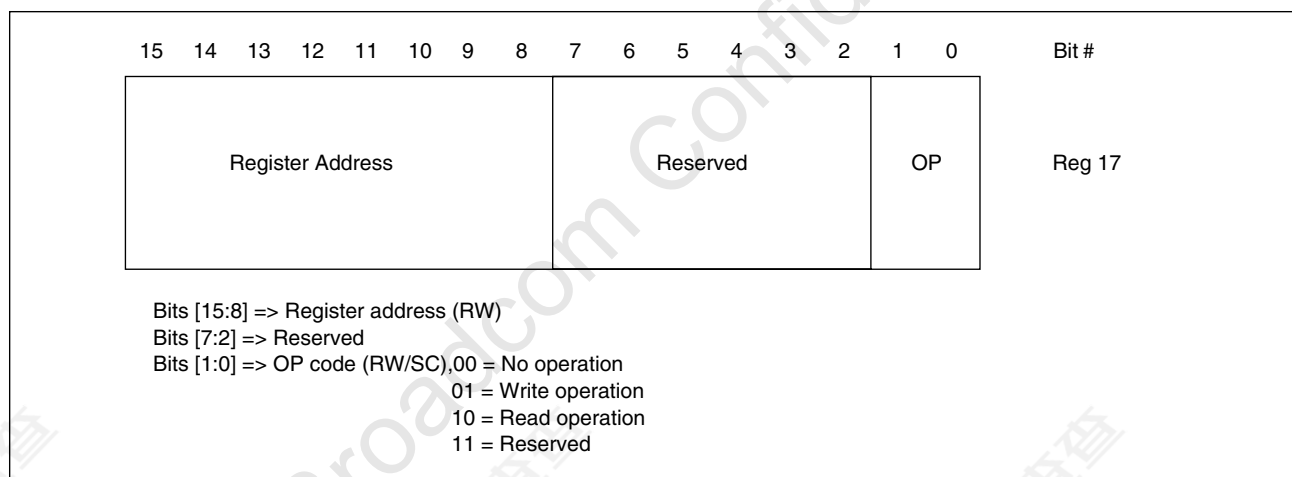 15 14 13 12 11 10 9 8 7 6 5 4 3 2 1 0 Bit #
Register Address Reserved OP Reg 17
Bits [15:8] => Register address (RW)
Bits [7:2] => Reserved
Bits [1:0] => OP code (RW/SC),00 = No operation
01 = Write operation
10 = Read operation
11 = Reserved